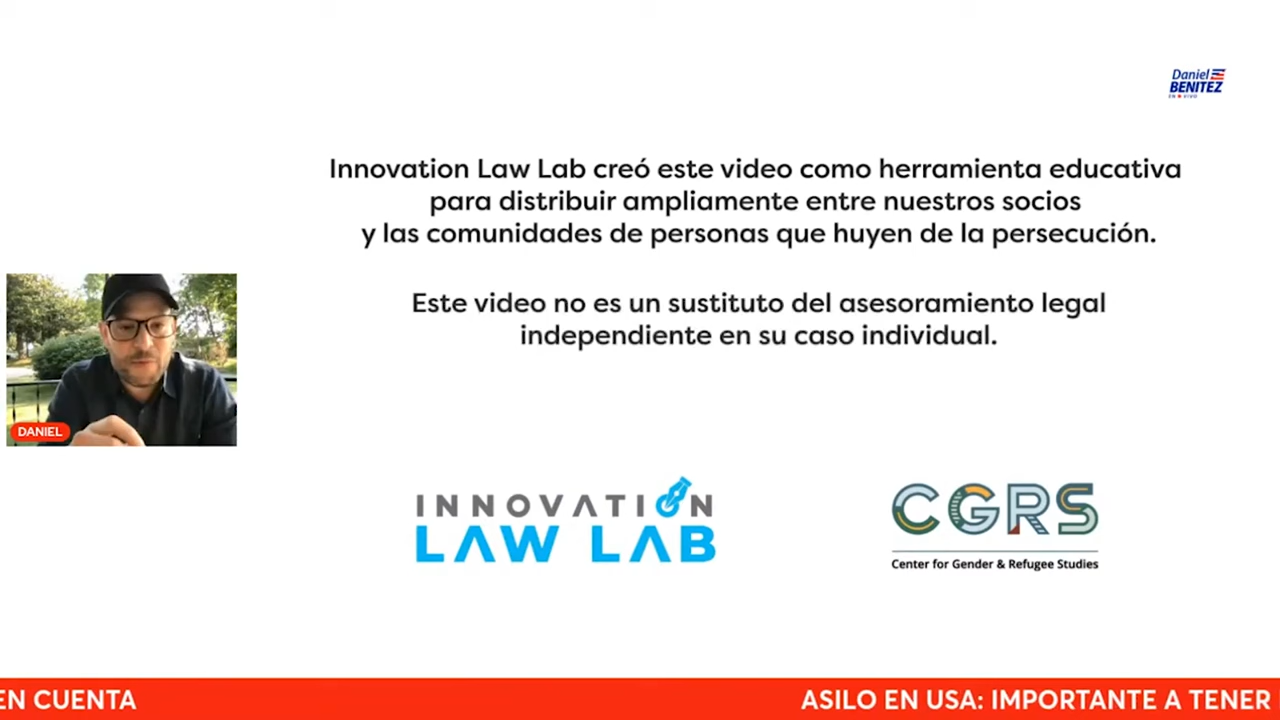 Daniel
BENITEZ
EN VIVO
Innovation Law Lab creó este video como herramienta educativa
para distribuir ampliamente entre nuestros socios
y las comunidades de personas que huyen de la persecución.
Este video no es un sustituto del asesoramiento legal
independiente en su caso individual.
DANIEL
INNOVATION
LAW LAB
CGRS
Center for Gender & Refugee Studies
EN CUENTA
ASILO EN USA: IMPORTANTE A TENER